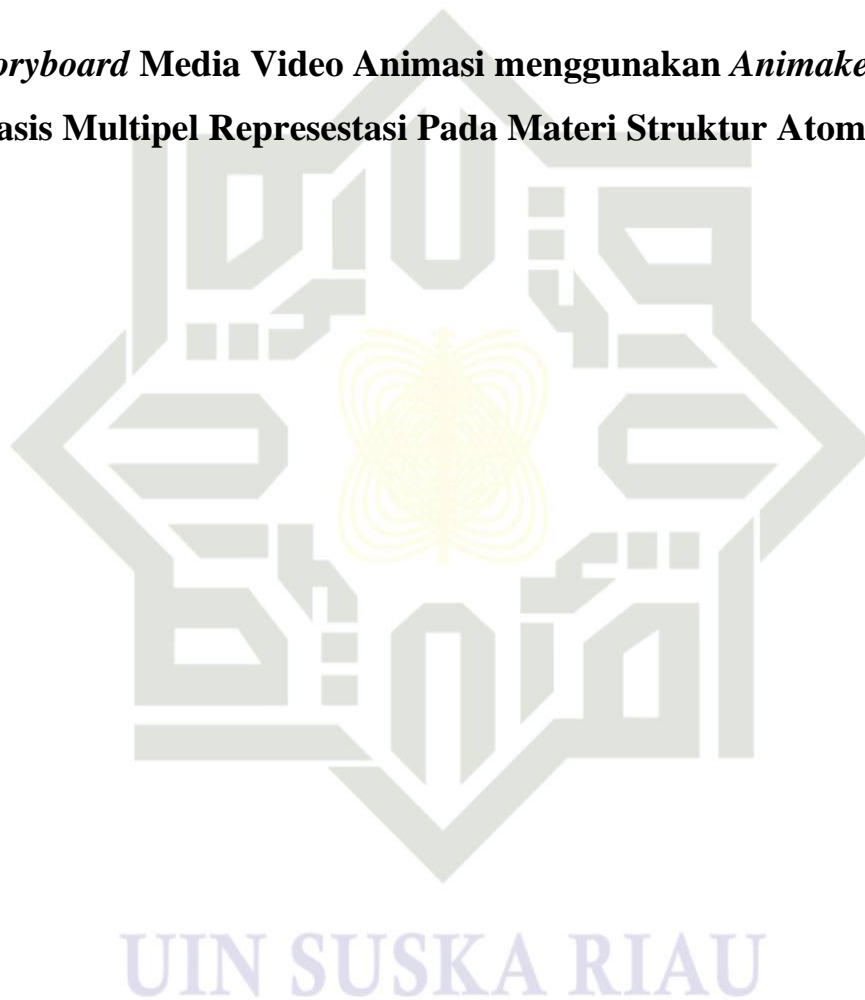 oryboard Media Video Animasi menggunakan Animake
asis Multipel Represestasi Pada Materi Struktur Atom
UIN SUSKA RIAU